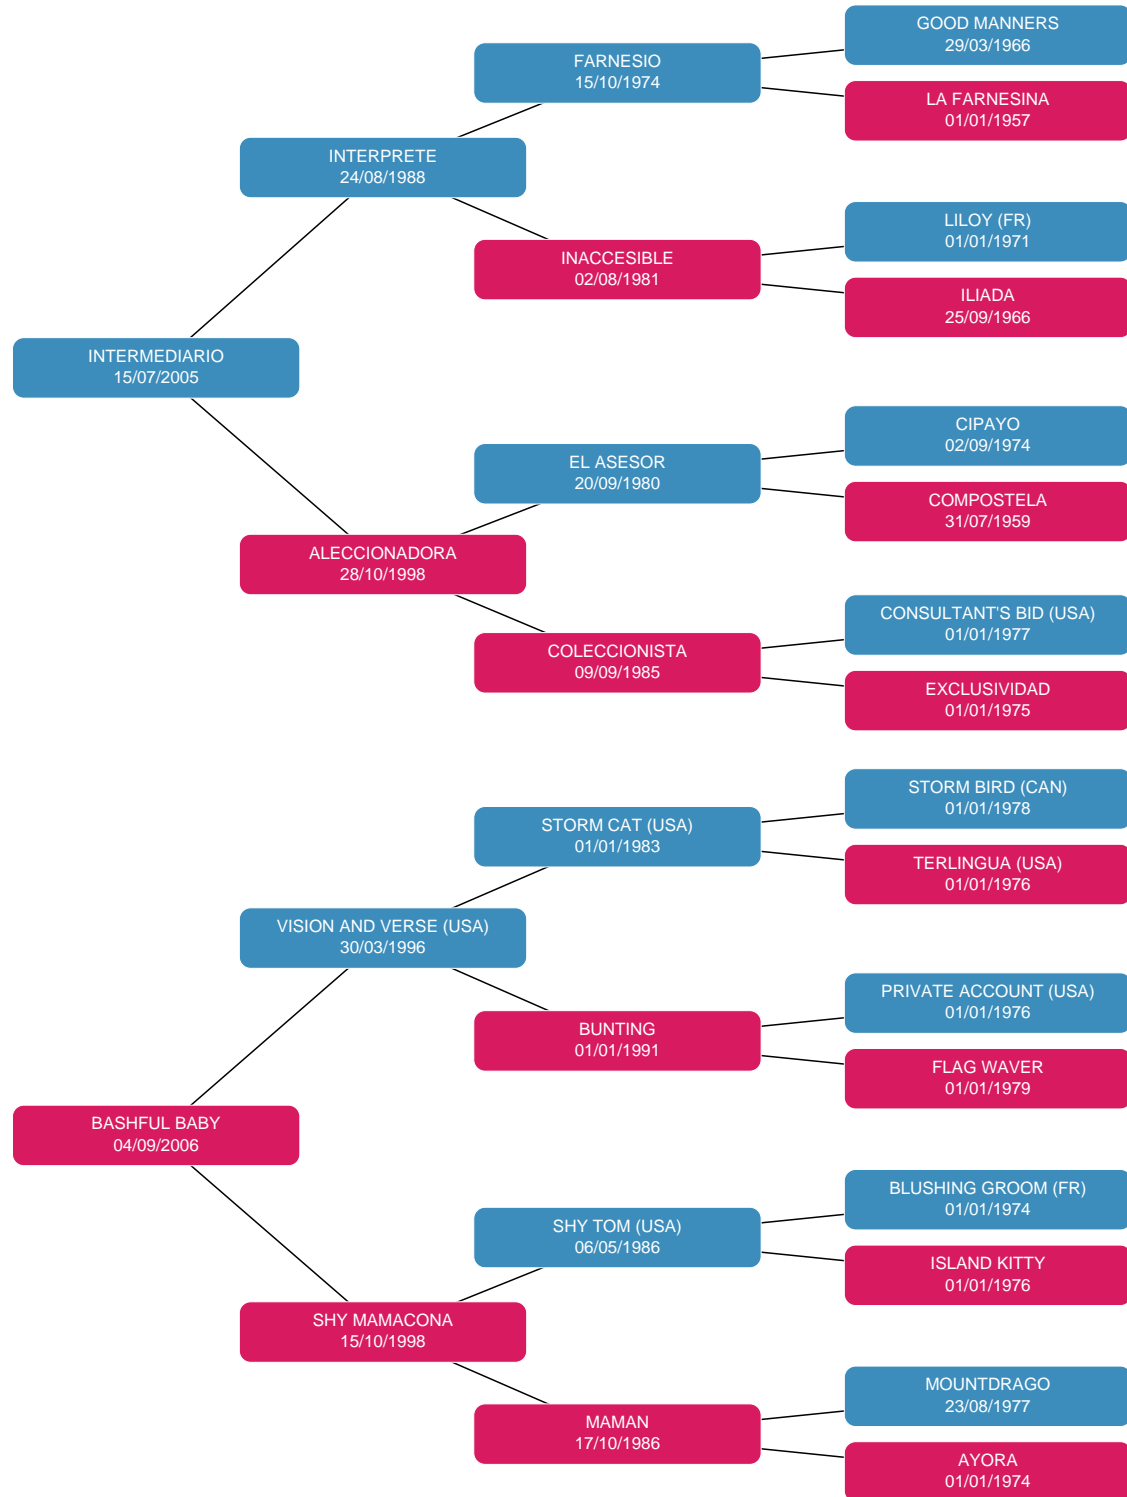 GOOD MANNERS
29/03/1966
FARNESIO
15/10/1974
LA FARNESINA
01/01/1957
INTERPRETE
24/08/1988
LILOY (FR)
01/01/1971
INACCESIBLE
02/08/1981
ILIADA
25/09/1966
INTERMEDIARIO
15/07/2005
CIPAYO
02/09/1974
EL ASESOR
20/09/1980
COMPOSTELA
31/07/1959
ALECCIONADORA
28/10/1998
CONSULTANT'S BID (USA)
01/01/1977
COLECCIONISTA
09/09/1985
EXCLUSIVIDAD
01/01/1975
STORM BIRD (CAN)
01/01/1978
STORM CAT (USA)
01/01/1983
TERLINGUA (USA)
01/01/1976
VISION AND VERSE (USA)
30/03/1996
PRIVATE ACCOUNT (USA)
01/01/1976
BUNTING
01/01/1991
FLAG WAVER
01/01/1979
BASHFUL BABY
04/09/2006
BLUSHING GROOM (FR)
01/01/1974
SHY TOM (USA)
06/05/1986
ISLAND KITTY
01/01/1976
SHY MAMACONA
15/10/1998
MOUNTDRAGO
23/08/1977
MAMAN
17/10/1986
AYORA
01/01/1974